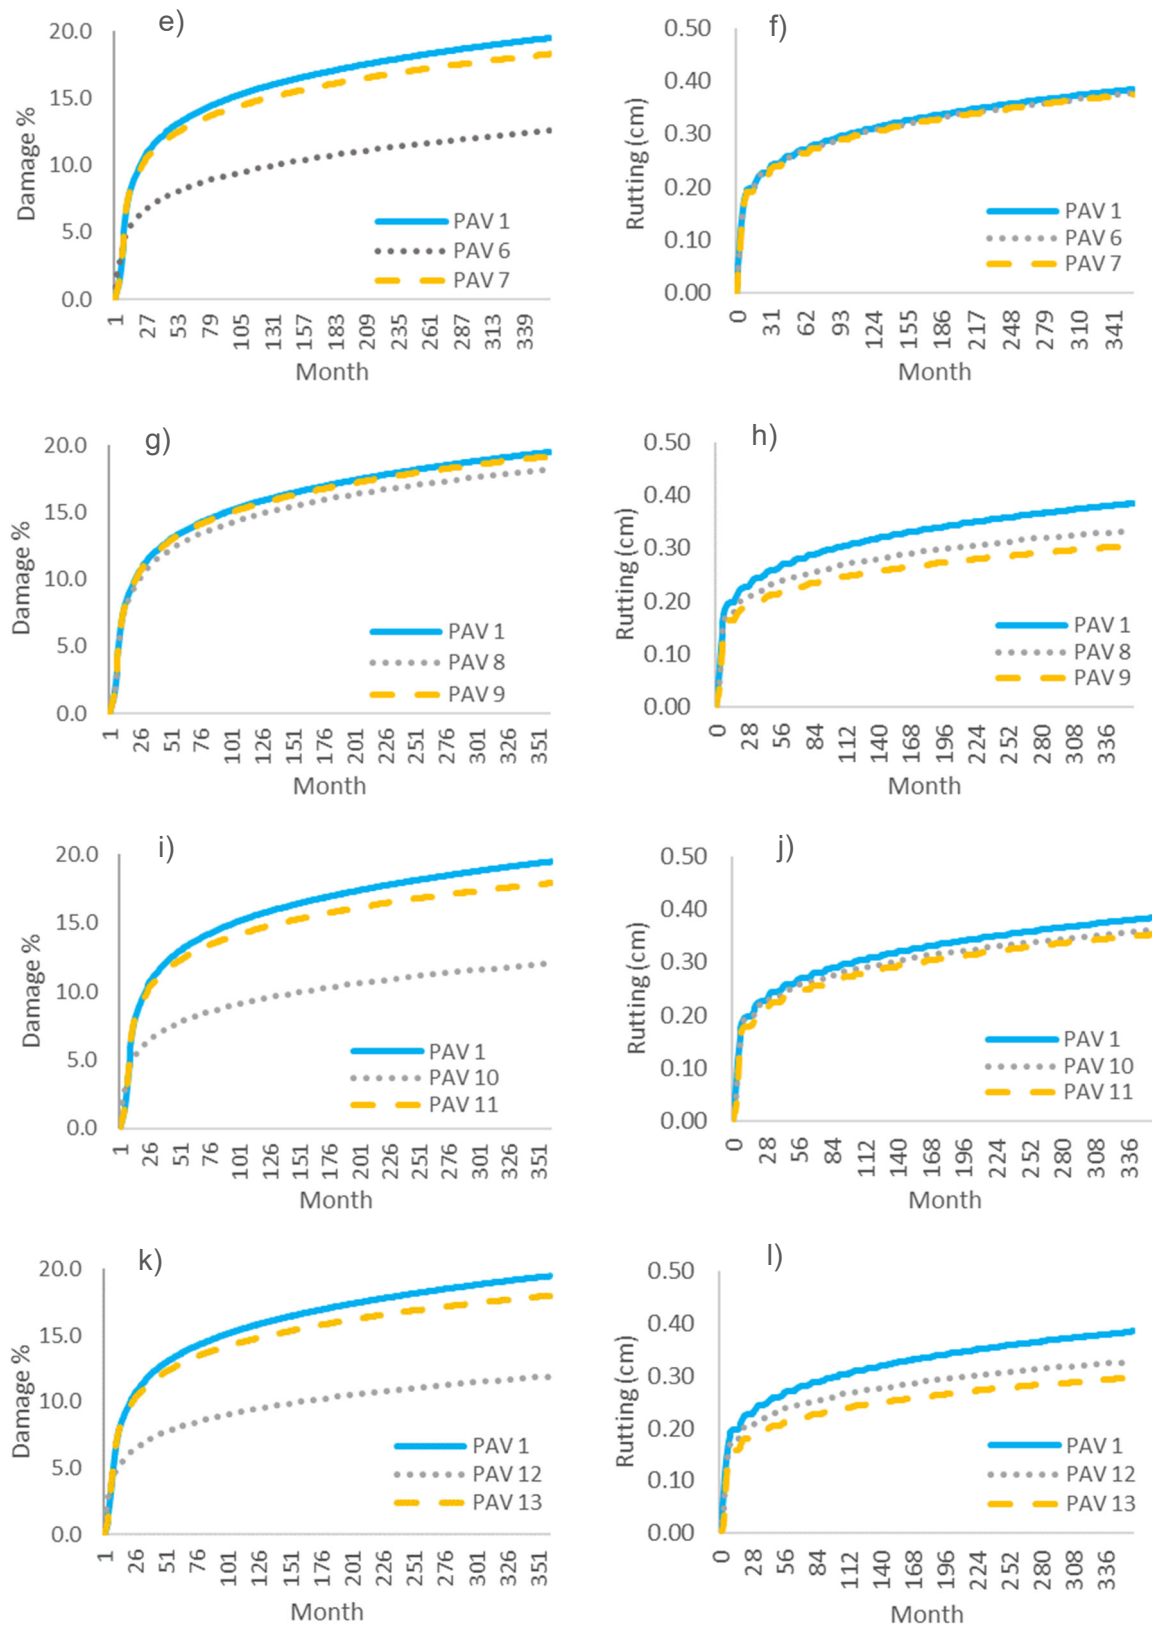 e)
20.0
15.0
10.0
5.0
0.0
Damage %
PAV 1
PAV 6
PAV 7
1 27 53 79 105 131 157 183 209 235 261 287 313 339
Month
f)
0.50
0.40
0.30
0.20
0.10
0.00
Rutting (cm)
PAV 1
PAV 6
PAV 7
0 31 62 93 124 155 186 217 248 279 310 341
Month
g)
20.0
15.0
10.0
5.0
0.0
Damage %
PAV 1
PAV 8
PAV 9
1 26 51 76 101 126 151 176 201 226 251 276 301 326 351
Month
h)
0.50
0.40
0.30
0.20
0.10
0.00
Rutting (cm)
PAV 1
PAV 8
PAV 9
0 28 56 84 112 140 168 196 224 252 280 308 336
Month
i)
20.0
15.0
10.0
5.0
0.0
Damage %
PAV 1
PAV 10
PAV 11
1 26 51 76 101 126 151 176 201 226 251 276 301 326 351
Month
j)
0.50
0.40
0.30
0.20
0.10
0.00
Rutting (cm)
PAV 1
PAV 10
PAV 11
0 28 56 84 112 140 168 196 224 252 280 308 336
Month
k)
20.0
15.0
10.0
5.0
0.0
Damage %
PAV 1
PAV 12
PAV 13
1 26 51 76 101 126 151 176 201 226 251 276 301 326 351
Month
l)
0.50
0.40
0.30
0.20
0.10
0.00
Rutting (cm)
PAV 1
PAV 12
PAV 13
0 28 56 84 112 140 168 196 224 252 280 308 336
Month